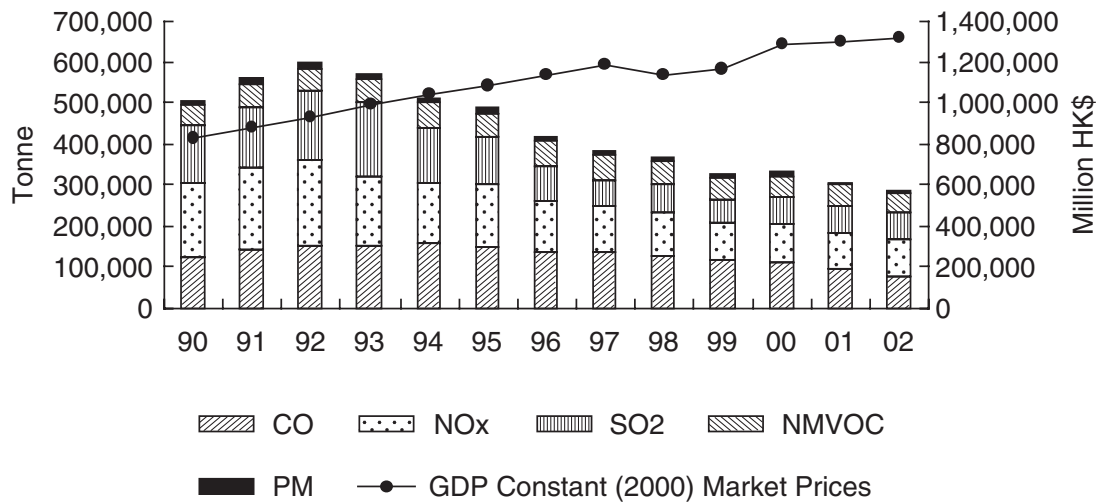 700,000 1,400,000
600,000 1,200,000
500,000 1,000,000
400,000 800,000
300,000 600,000
200,000 400,000
100,000 200,000
0 0
Tonne
Million HK$
90 91 92 93 94 95 96 97 98 99 00 01 02
CO NOx SO2 NMVOC
PM GDP Constant (2000) Market Prices